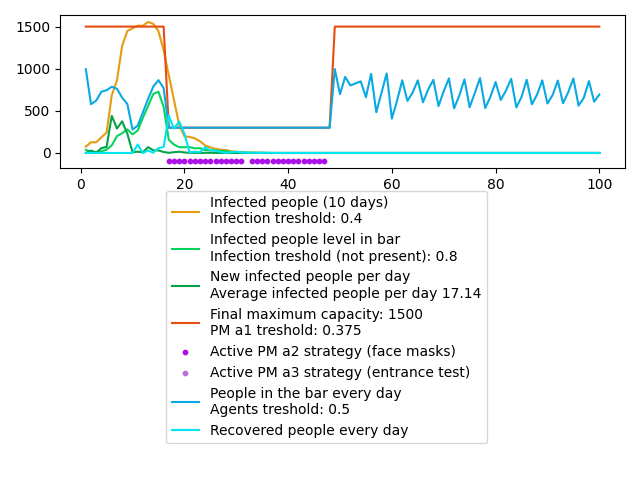 1500
1000
500
0
0 20 40 60 80 100
Infected people (10 days)
Infection treshold: 0.4
Infected people level in bar
Infection treshold (not present): 0.8
New infected people per day
Average infected people per day 17.14
Final maximum capacity: 1500
PM a1 treshold: 0.375
Active PM a2 strategy (face masks)
Active PM a3 strategy (entrance test)
People in the bar every day
Agents treshold: 0.5
Recovered people every day